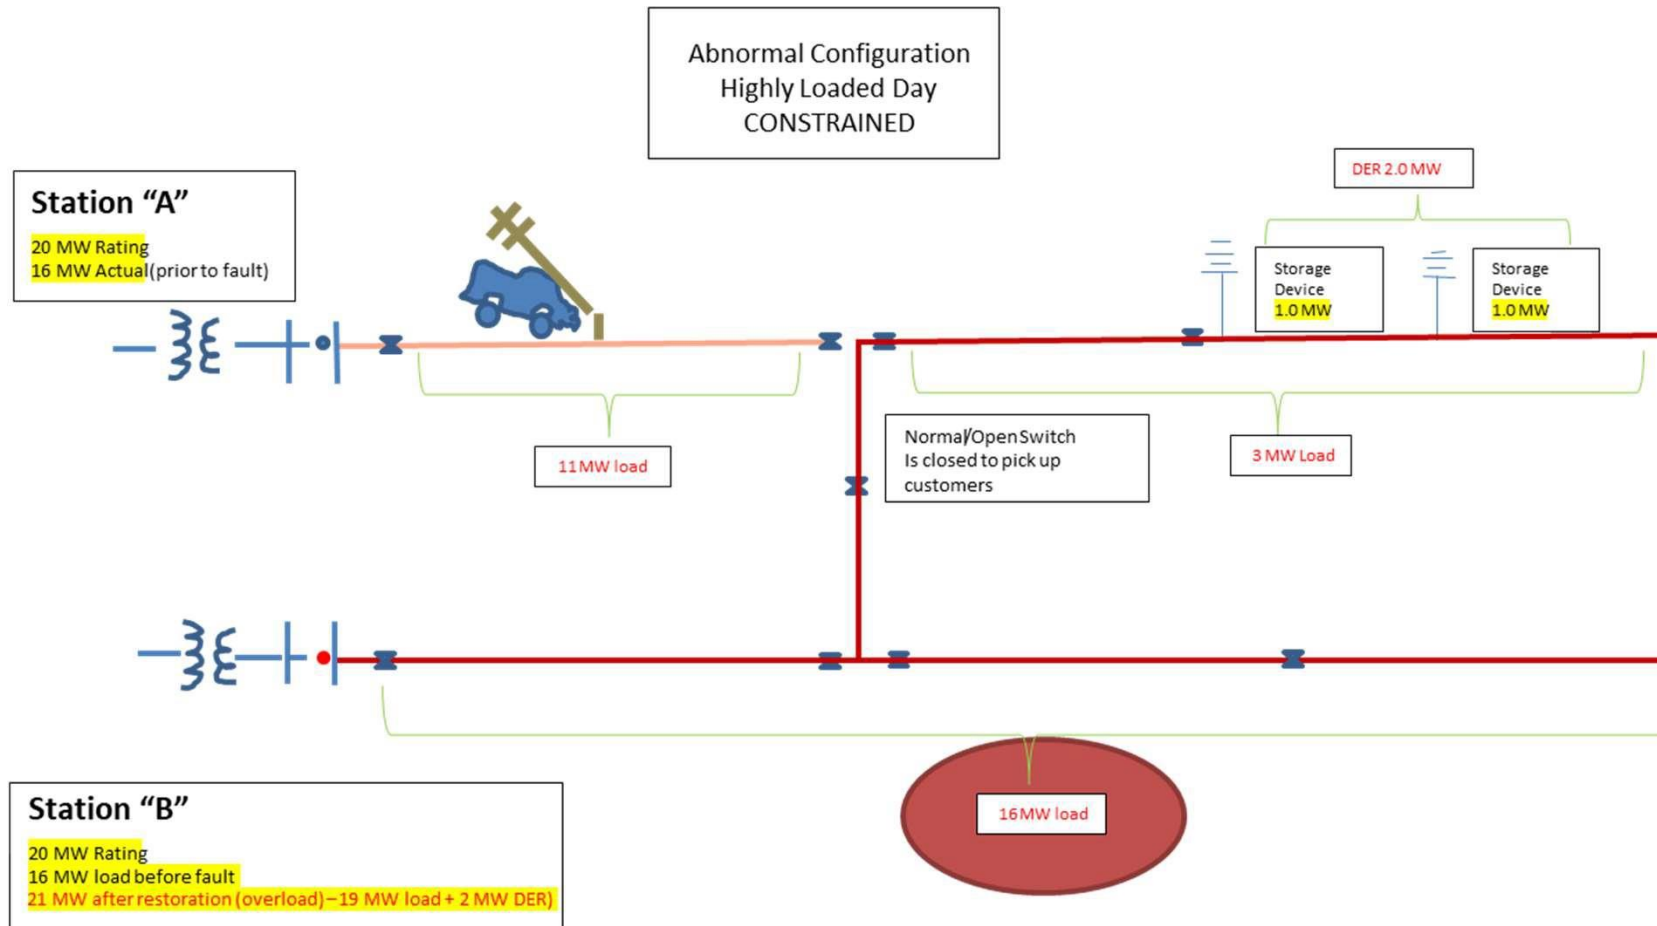 Abnormal Configuration
Highly Loaded Day
CONSTRAINED
DER 2.0 MW
Station “A”
20 MW Rating
16 MW Actual(prior to fault)
Storage
Device
1.0 MW
Storage
Device
1.0 MW
Normal/Open Switch
Is closed to pick up
customers
11MW load
3 MW Load
16MW load
Station “B”
20 MW Rating
16 MW load before fault
21 MW after restoration (overload)–19 MW load + 2 MW DER)